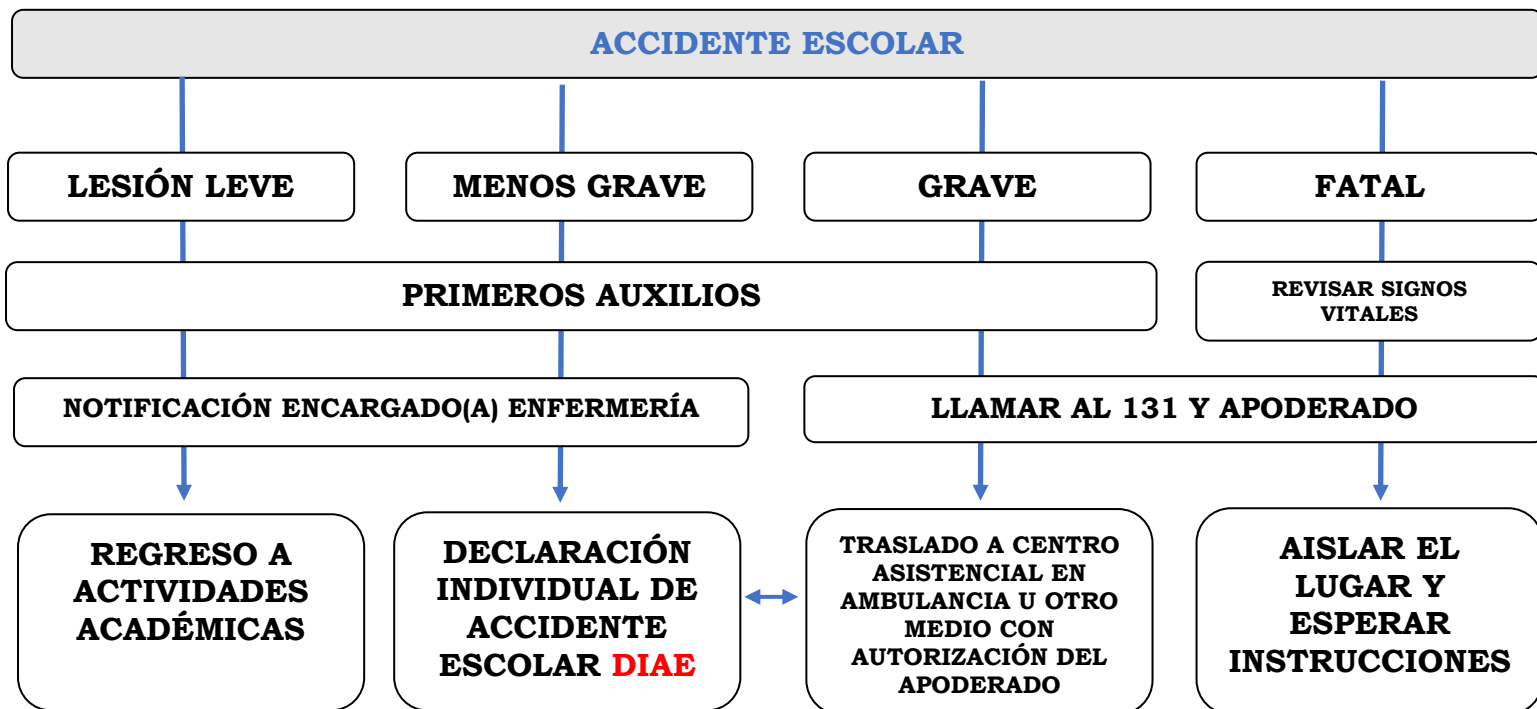 ACCIDENTE ESCOLAR
LESIÓN LEVE
MENOS GRAVE
GRAVE
FATAL
PRIMEROS AUXILIOS
REVISAR SIGNOS
VITALES
NOTIFICACIÓN ENCARGADO(A) ENFERMERÍA
LLAMAR AL 131 Y APODERADO
REGRESO A
ACTIVIDADES
ACADÉMICAS
DECLARACIÓN
INDIVIDUAL DE
ACCIDENTE
ESCOLAR DIAE
TRASLADO A CENTRO
ASISTENCIAL EN
AMBULANCIA U OTRO
MEDIO CON
AUTORIZACIÓN DEL
APODERADO
AISLAR EL
LUGAR Y
ESPERAR
INSTRUCCIONES